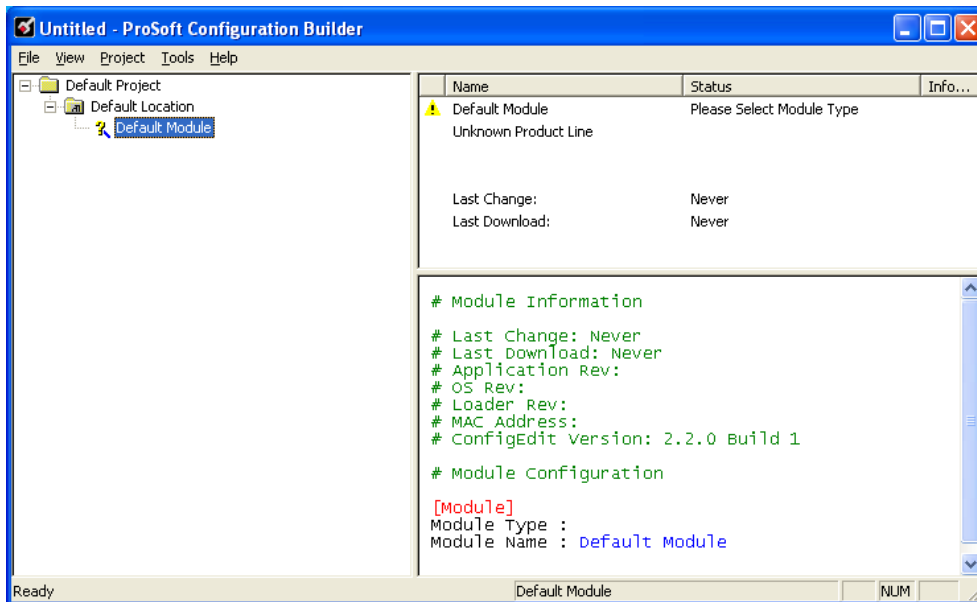 Untitled - ProSoft Configuration Builder
File View Project Tools Help
Default Project
Default Location
Default Module
Name Status Info...
Default Module Please Select Module Type
Unknown Product Line
Last Change: Never
Last Download: Never
# Module Information
# Last Change: Never
# Last Download: Never
# Application Rev:
# OS Rev:
# Loader Rev:
# MAC Address:
# ConfigEdit Version: 2.2.0 Build 1
# Module Configuration
[Module]
Module Type :
Module Name : Default Module
Ready Default Module NUM